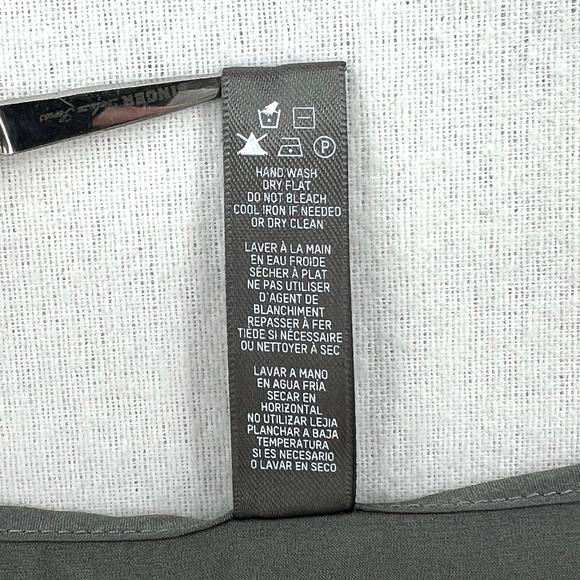 SINGER
P
HAND WASH
DRY FLAT
DO NOT BLEACH
COOL IRON IF NEEDED
OR DRY CLEAN
LAVER À LA MAIN
EN EAU FROIDE
SÉCHER À PLAT
NE PAS UTILISER
D'AGENT DE
BLANCHIMENT
REPASSER À FER
TIÈDE SI NÉCESSAIRE
OU NETTOYER À SEC
LAVAR A MANO
EN AGUA FRÍA
SECAR EN
HORIZONTAL
NO UTILIZAR LEJIA
PLANCHAR A BAJA
TEMPERATURA
SI ES NECESARIO
O LAVAR EN SECO